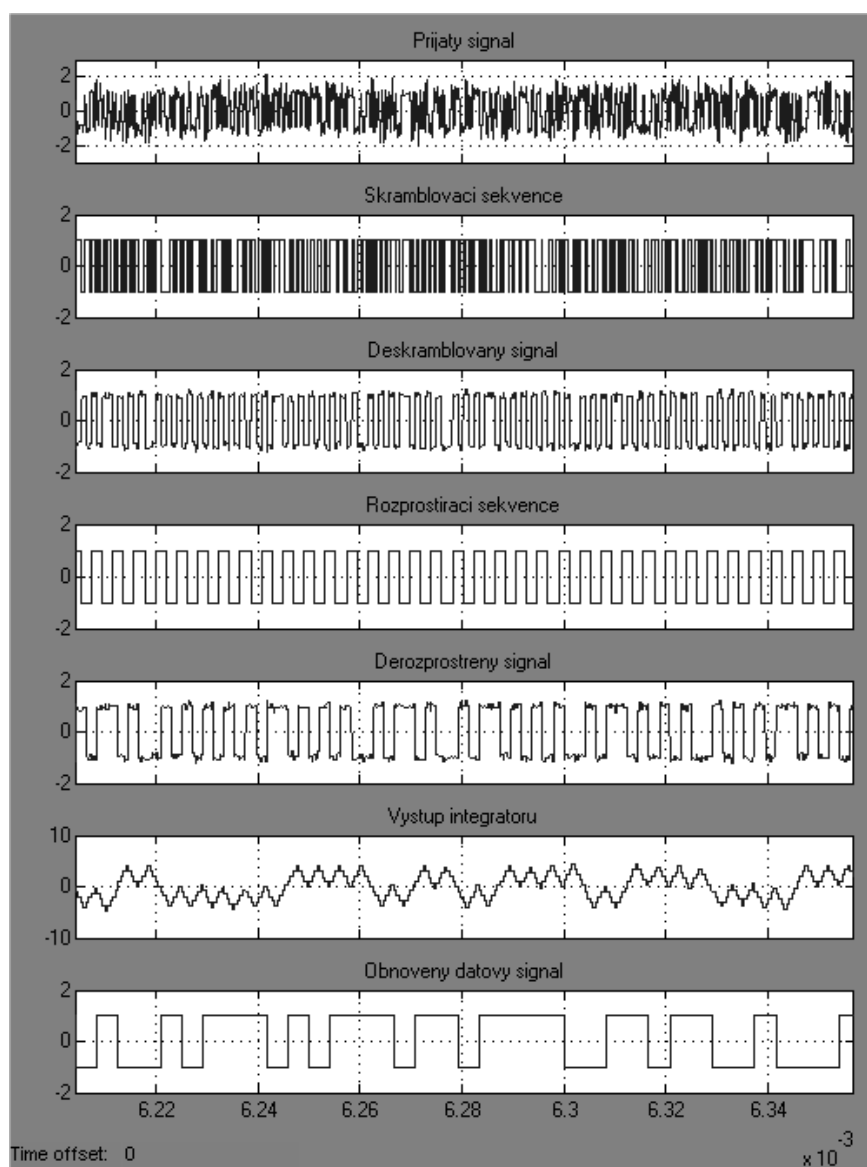 Prijaty signal
2
0
-2
Skramblovaci sekvence
2
0
-2
Deskramblovany signal
2
0
-2
Rozprostiraci sekvence
2
0
-2
Derozprostreny signal
2
0
-2
Vystup integratoru
10
0
-10
Obnoveny datovy signal
2
0
-2
6.22 6.24 6.26 6.28 6.3 6.32 6.34
Time offset: 0
x 10 -3